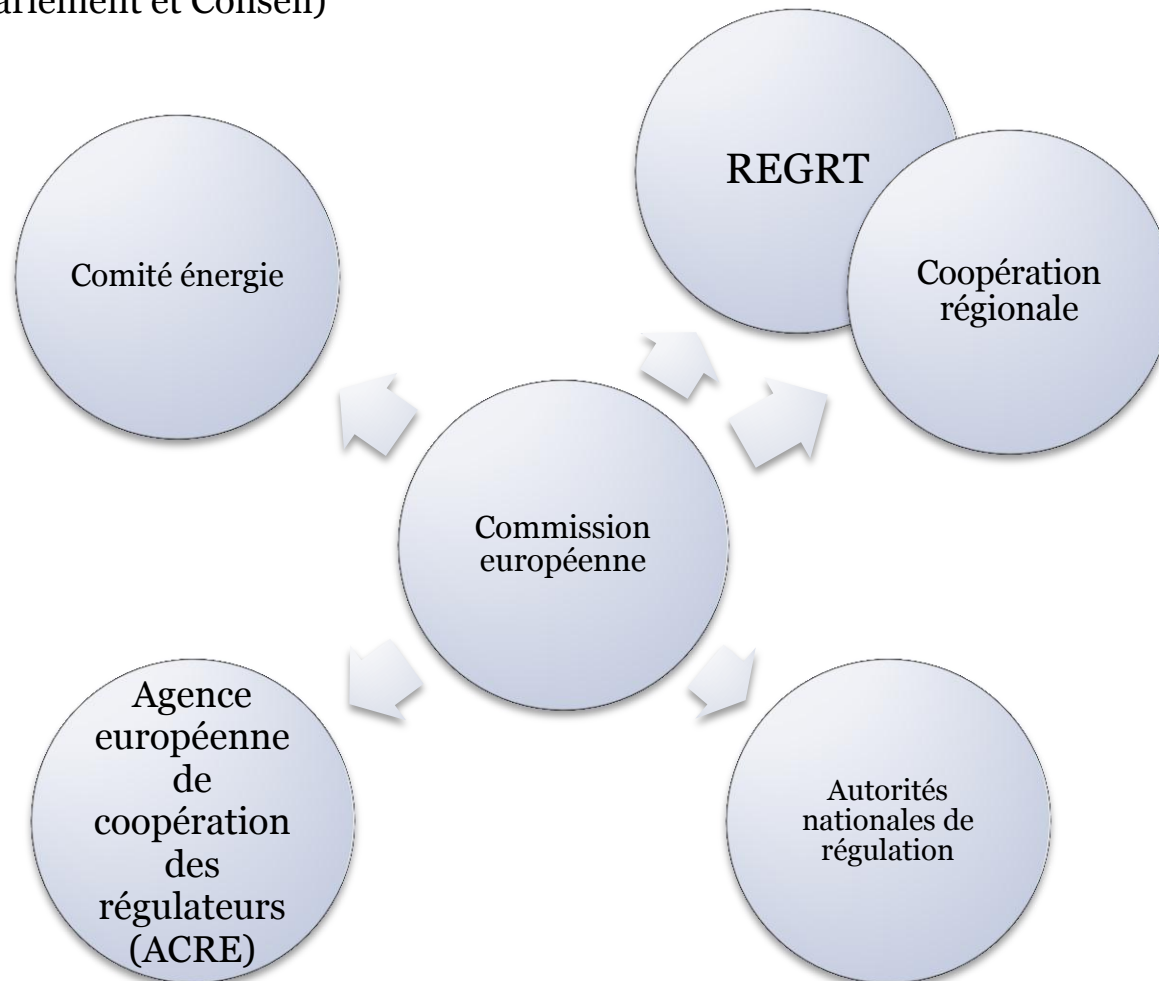 et Conseil)
REGRT
Comité énergie
Coopération
régionale
Commission
européenne
Agence
européenne
de
coopération
des
régulateurs
(ACRE)
Autorités
nationales de
régulation